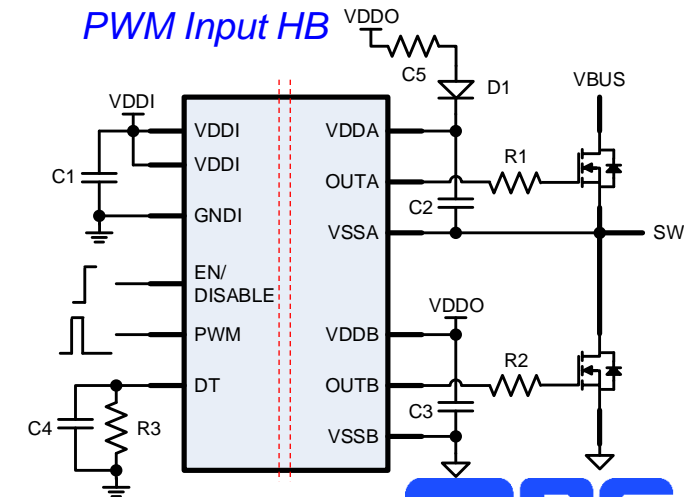 PWM Input HB
VDDO
C5
D1
VBUS
VDDI
VDDI
VDDA
R1
VDDI
C1
OUTA
C2
GNDI
VSSA
SW
EN/
DISABLE
VDDO
PWM
VDDB
R2
DT
OUTB
C3
C4
R3
VSSB